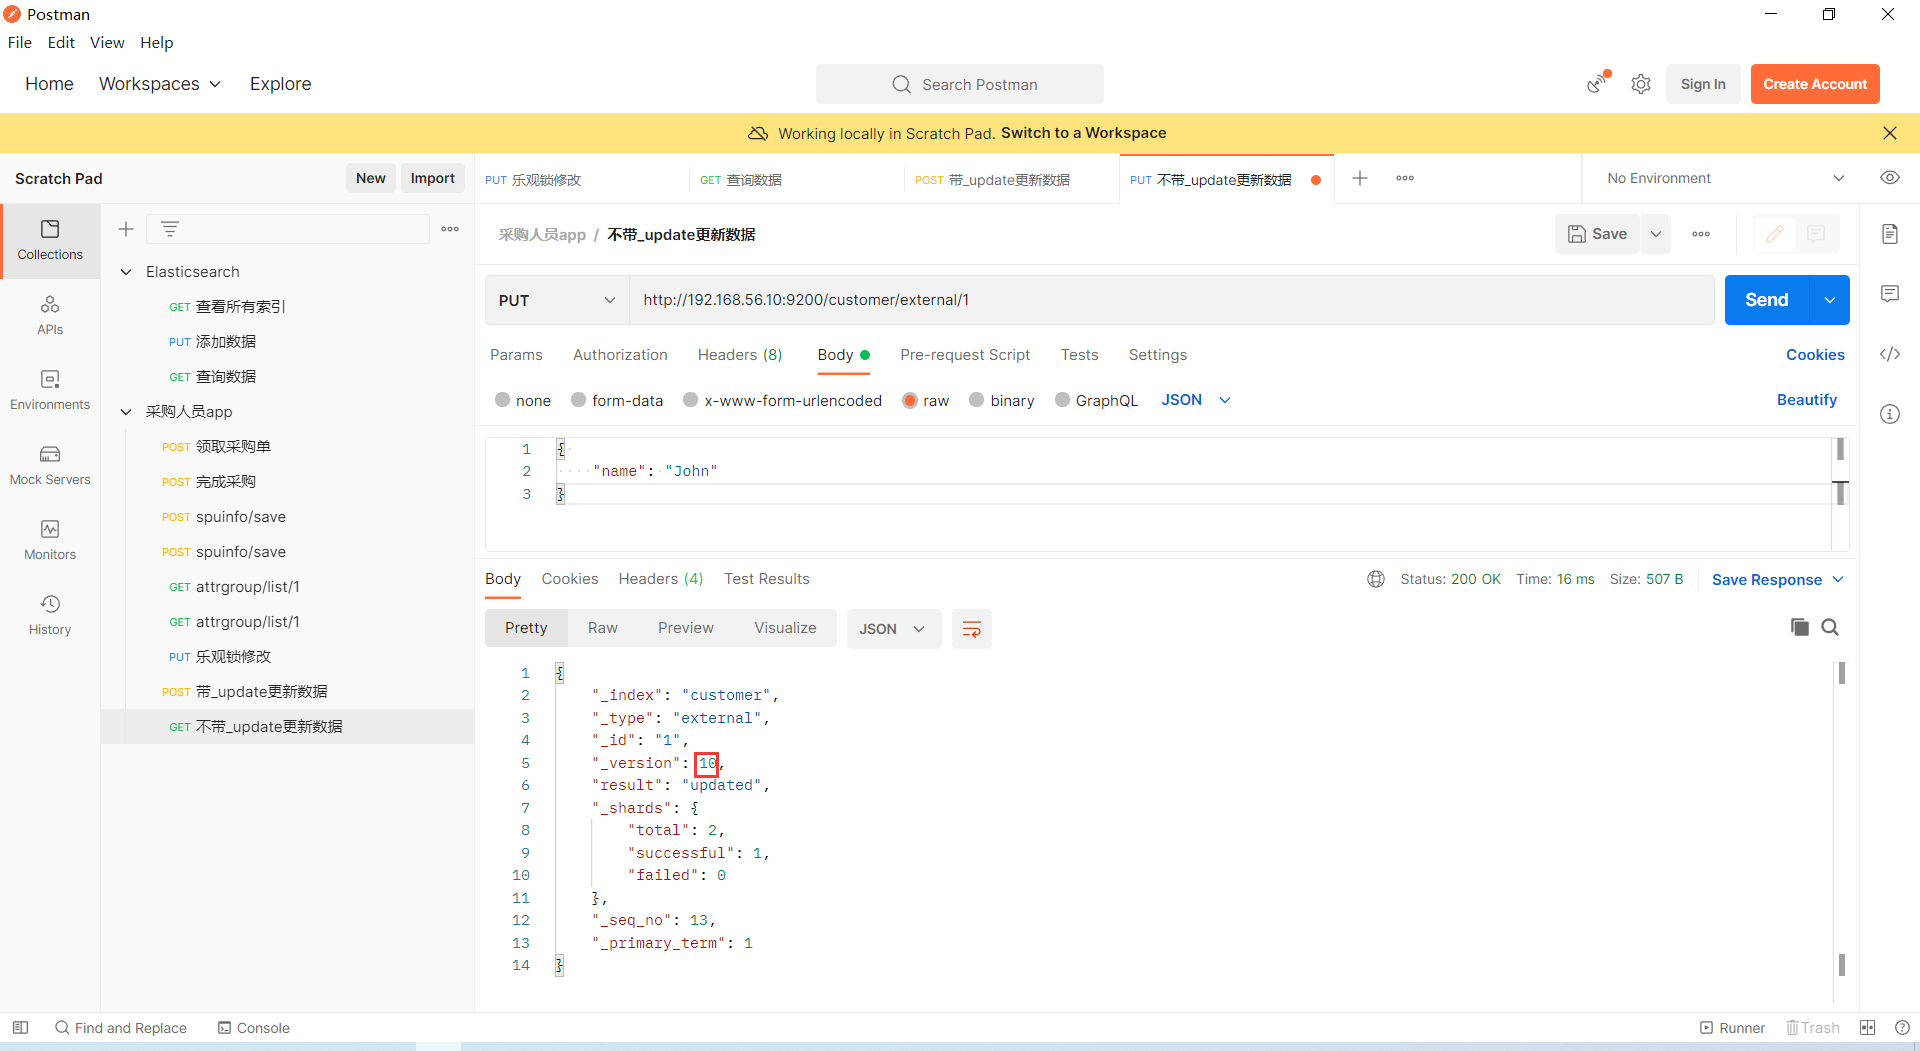 Postman
File Edit View Help
Home Workspaces Explore Search Postman Sign In Create Account
Working locally in Scratch Pad. Switch to a Workspace
Scratch Pad New Import
PUT 乐观锁修改 GET 查询数据 POST 带_update更新数据 PUT 不带_update更新数据 No Environment
Collections
APIs
Environments
Mock Servers
Monitors
History
Elasticsearch
GET 查看所有索引
PUT 添加数据
GET 查询数据
采购人员app
POST 领取采购单
POST 完成采购
POST spuinfo/save
POST spuinfo/save
GET attrgroup/list/1
GET attrgroup/list/1
PUT 乐观锁修改
POST 带_update更新数据
GET 不带_update更新数据
采购人员app / 不带_update更新数据 Save
PUT http://192.168.56.10:9200/customer/external/1 Send
Params Authorization Headers (8) Body Pre-request Script Tests Settings Cookies
none form-data x-www-form-urlencoded raw binary GraphQL JSON Beautify
1 {
2 "name": "John"
3 }
Body Cookies Headers (4) Test Results Status: 200 OK Time: 16 ms Size: 507 B Save Response
Pretty Raw Preview Visualize JSON
1 {
2 "_index": "customer",
3 "_type": "external",
4 "_id": "1",
5 "_version": 10,
6 "result": "updated",
7 "_shards": {
8 "total": 2,
9 "successful": 1,
10 "failed": 0
11 },
12 "_seq_no": 13,
13 "_primary_term": 1
14 }
Find and Replace Console Runner Trash